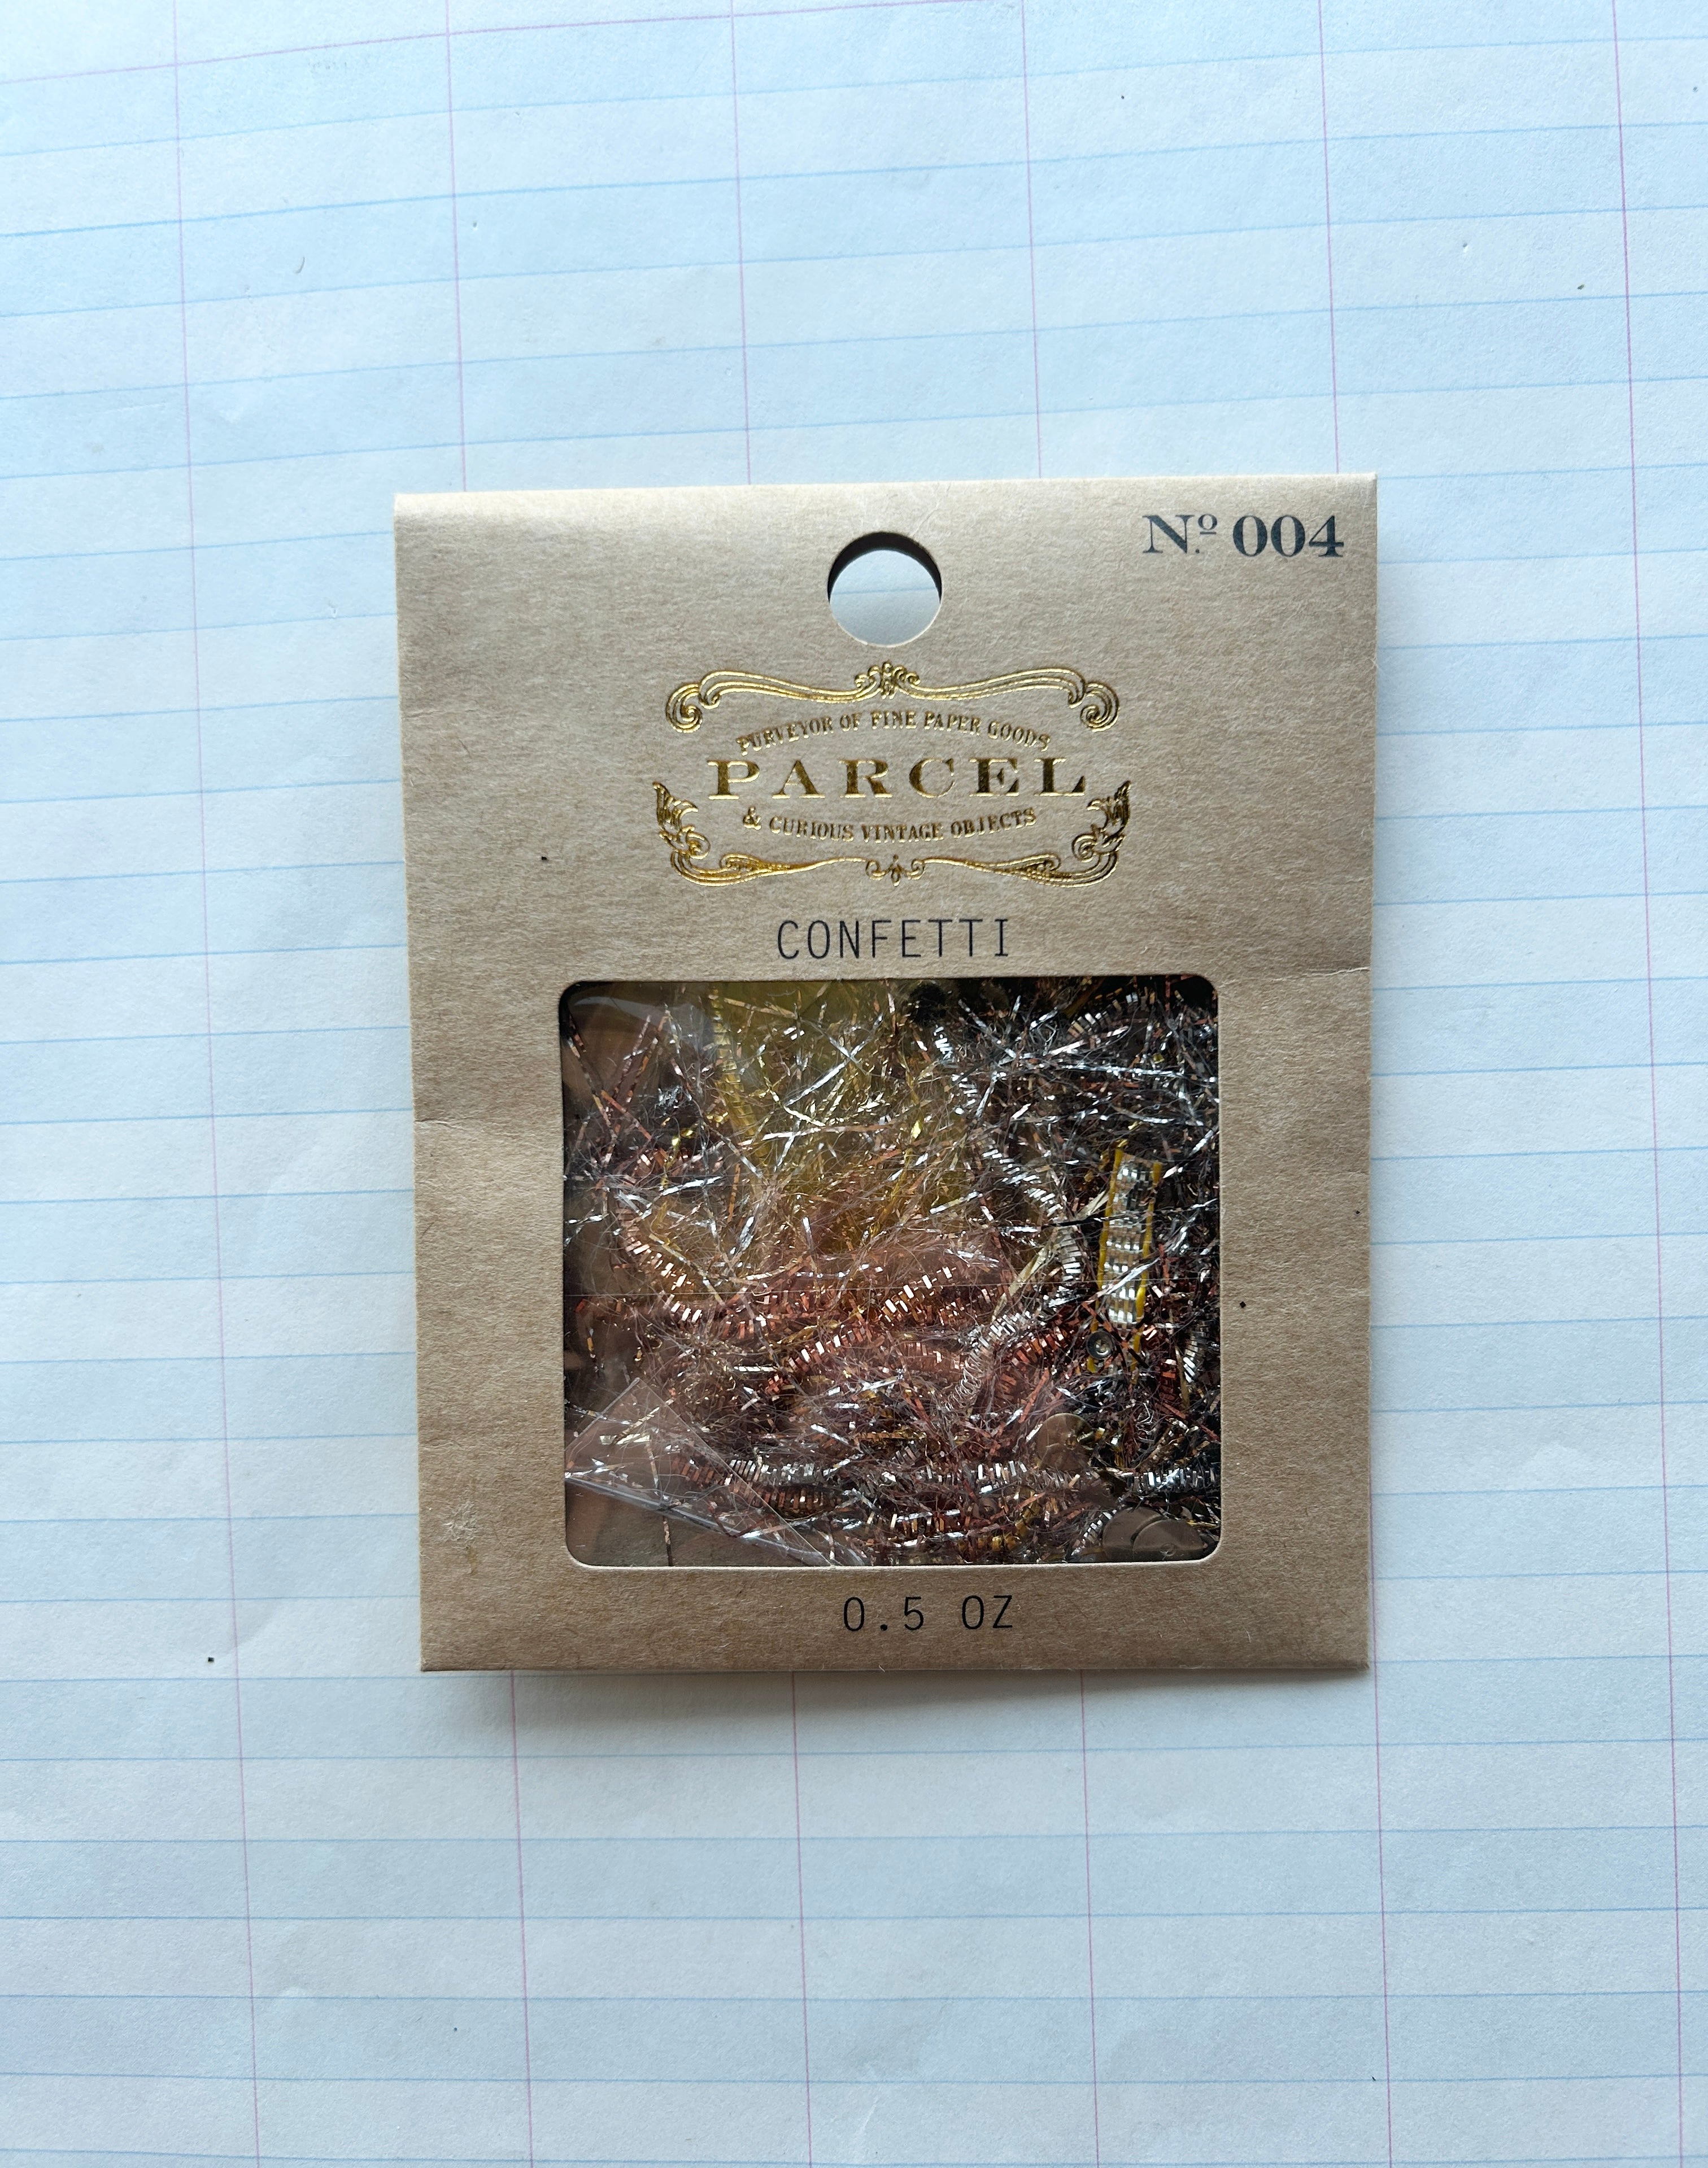 Nº 004
PURVEYOR OF FINE PAPER GOODS
PARCEL
& CURIOUS VINTAGE OBJECTS
CONFETTI
0.5 OZ